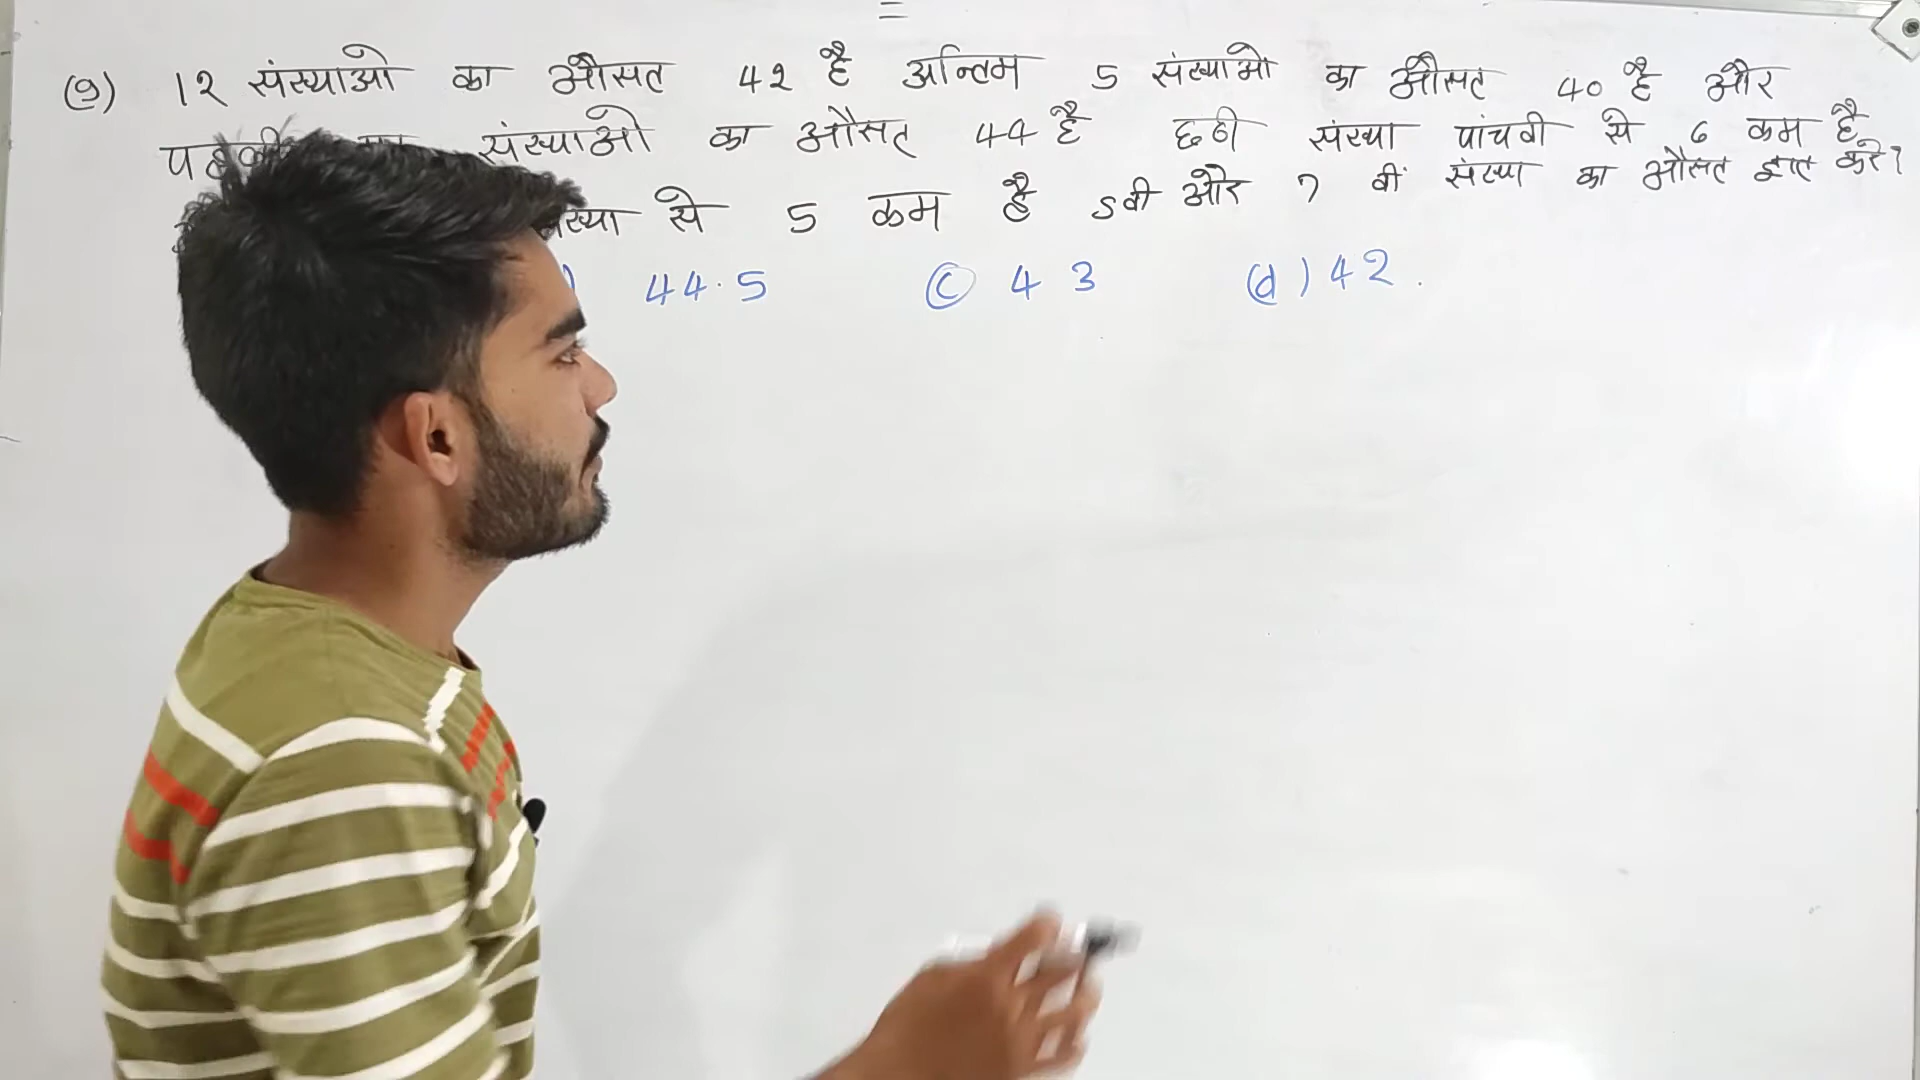 (9) 12 संख्याओ का औसत 42 है अन्तिम 5 संख्याओ का औसत 40 है और
संख्याओ का औसत 44 है छठी संख्या पांचवी से 6 कम है
से 5 कम है 5वी और 7 वीं संख्या का औसत ज्ञात करे?
44.5 (c) 43 (d) 42.